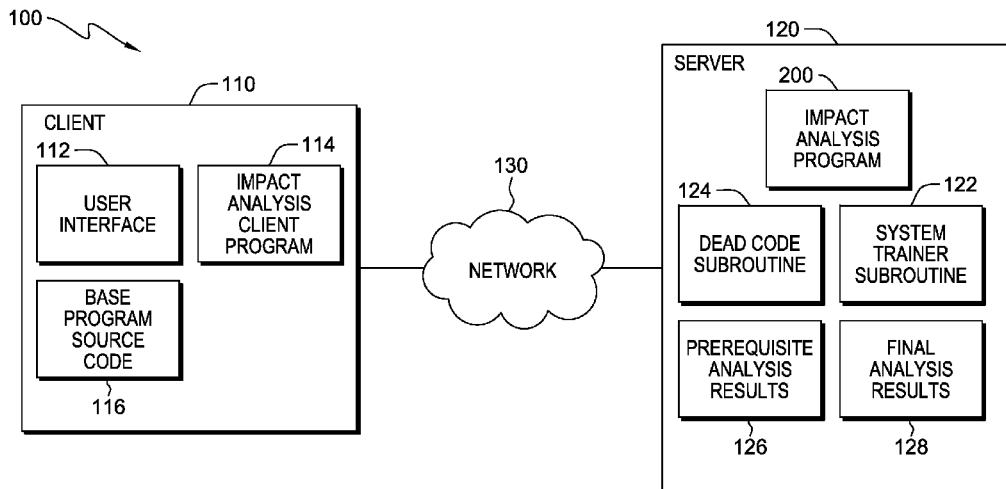 100
110
CLIENT
112
USER
INTERFACE
114
IMPACT
ANALYSIS
CLIENT
PROGRAM
BASE
PROGRAM
SOURCE
CODE
116
130
NETWORK
120
SERVER
200
IMPACT
ANALYSIS
PROGRAM
124
DEAD CODE
SUBROUTINE
122
SYSTEM
TRAINER
SUBROUTINE
PREREQUISITE
ANALYSIS
RESULTS
126
FINAL
ANALYSIS
RESULTS
128